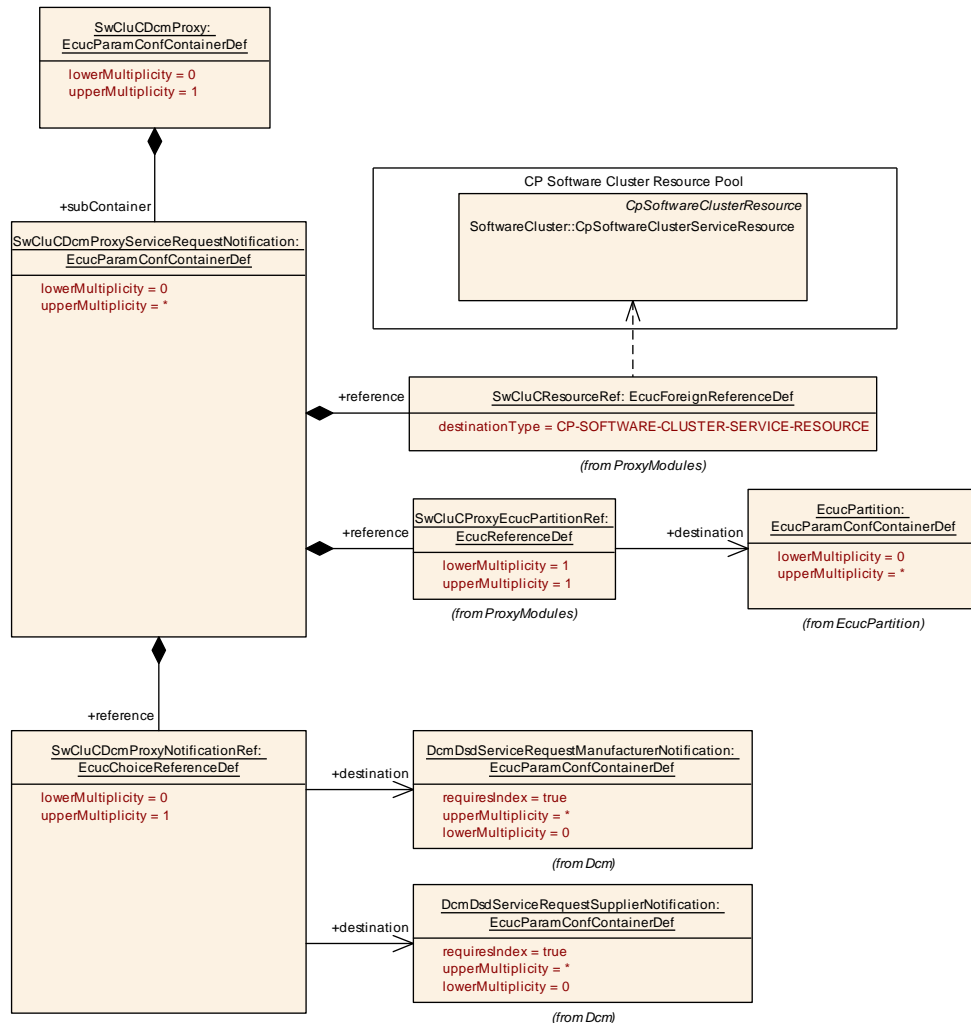 SwCluCDcmProxy:
EcucParamConfContainerDef
lowerMultiplicity = 0
upperMultiplicity = 1
+subContainer
SwCluCDcmProxyServiceRequestNotification:
EcucParamConfContainerDef
lowerMultiplicity = 0
upperMultiplicity = *
CP Software Cluster Resource Pool
CpSoftwareClusterResource
SoftwareCluster::CpSoftwareClusterServiceResource
+reference
SwCluCResourceRef: EcucForeignReferenceDef
destinationType = CP-SOFTWARE-CLUSTER-SERVICE-RESOURCE
(from ProxyModules)
+reference
SwCluCProxyEcucPartitionRef:
EcucReferenceDef
lowerMultiplicity = 1
upperMultiplicity = 1
(from ProxyModules)
+destination
EcucPartition:
EcucParamConfContainerDef
lowerMultiplicity = 0
upperMultiplicity = *
(from EcucPartition)
+reference
SwCluCDcmProxyNotificationRef:
EcucChoiceReferenceDef
lowerMultiplicity = 0
upperMultiplicity = 1
+destination
DcmDsdServiceRequestManufacturerNotification:
EcucParamConfContainerDef
requiresIndex = true
upperMultiplicity = *
lowerMultiplicity = 0
(from Dcm)
+destination
DcmDsdServiceRequestSupplierNotification:
EcucParamConfContainerDef
requiresIndex = true
upperMultiplicity = *
lowerMultiplicity = 0
(from Dcm)